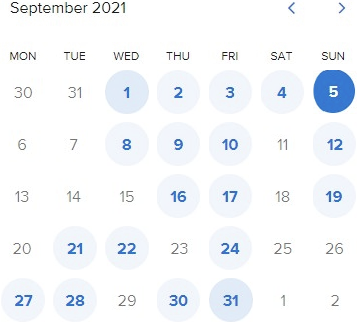 September 2021
MON TUE WED THU FRI SAT SUN
30 31 1 2 3 4 5
6 7 8 9 10 11 12
13 14 15 16 17 18 19
20 21 22 23 24 25 26
27 28 29 30 31 1 2